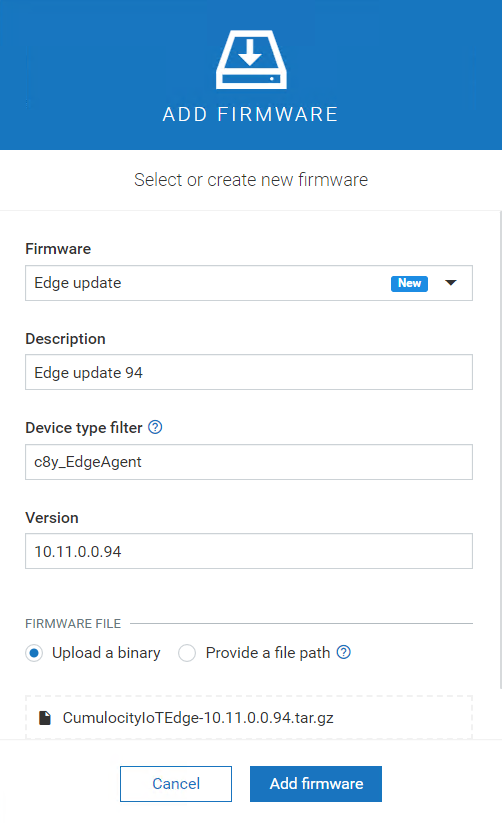 ADD FIRMWARE
Select or create new firmware
Firmware
Edge update New
Description
Edge update 94
Device type filter
c8y_EdgeAgent
Version
10.11.0.0.94
FIRMWARE FILE
Upload a binary Provide a file path
CumulocityIoTEdge-10.11.0.0.94.tar.gz
Cancel Add firmware